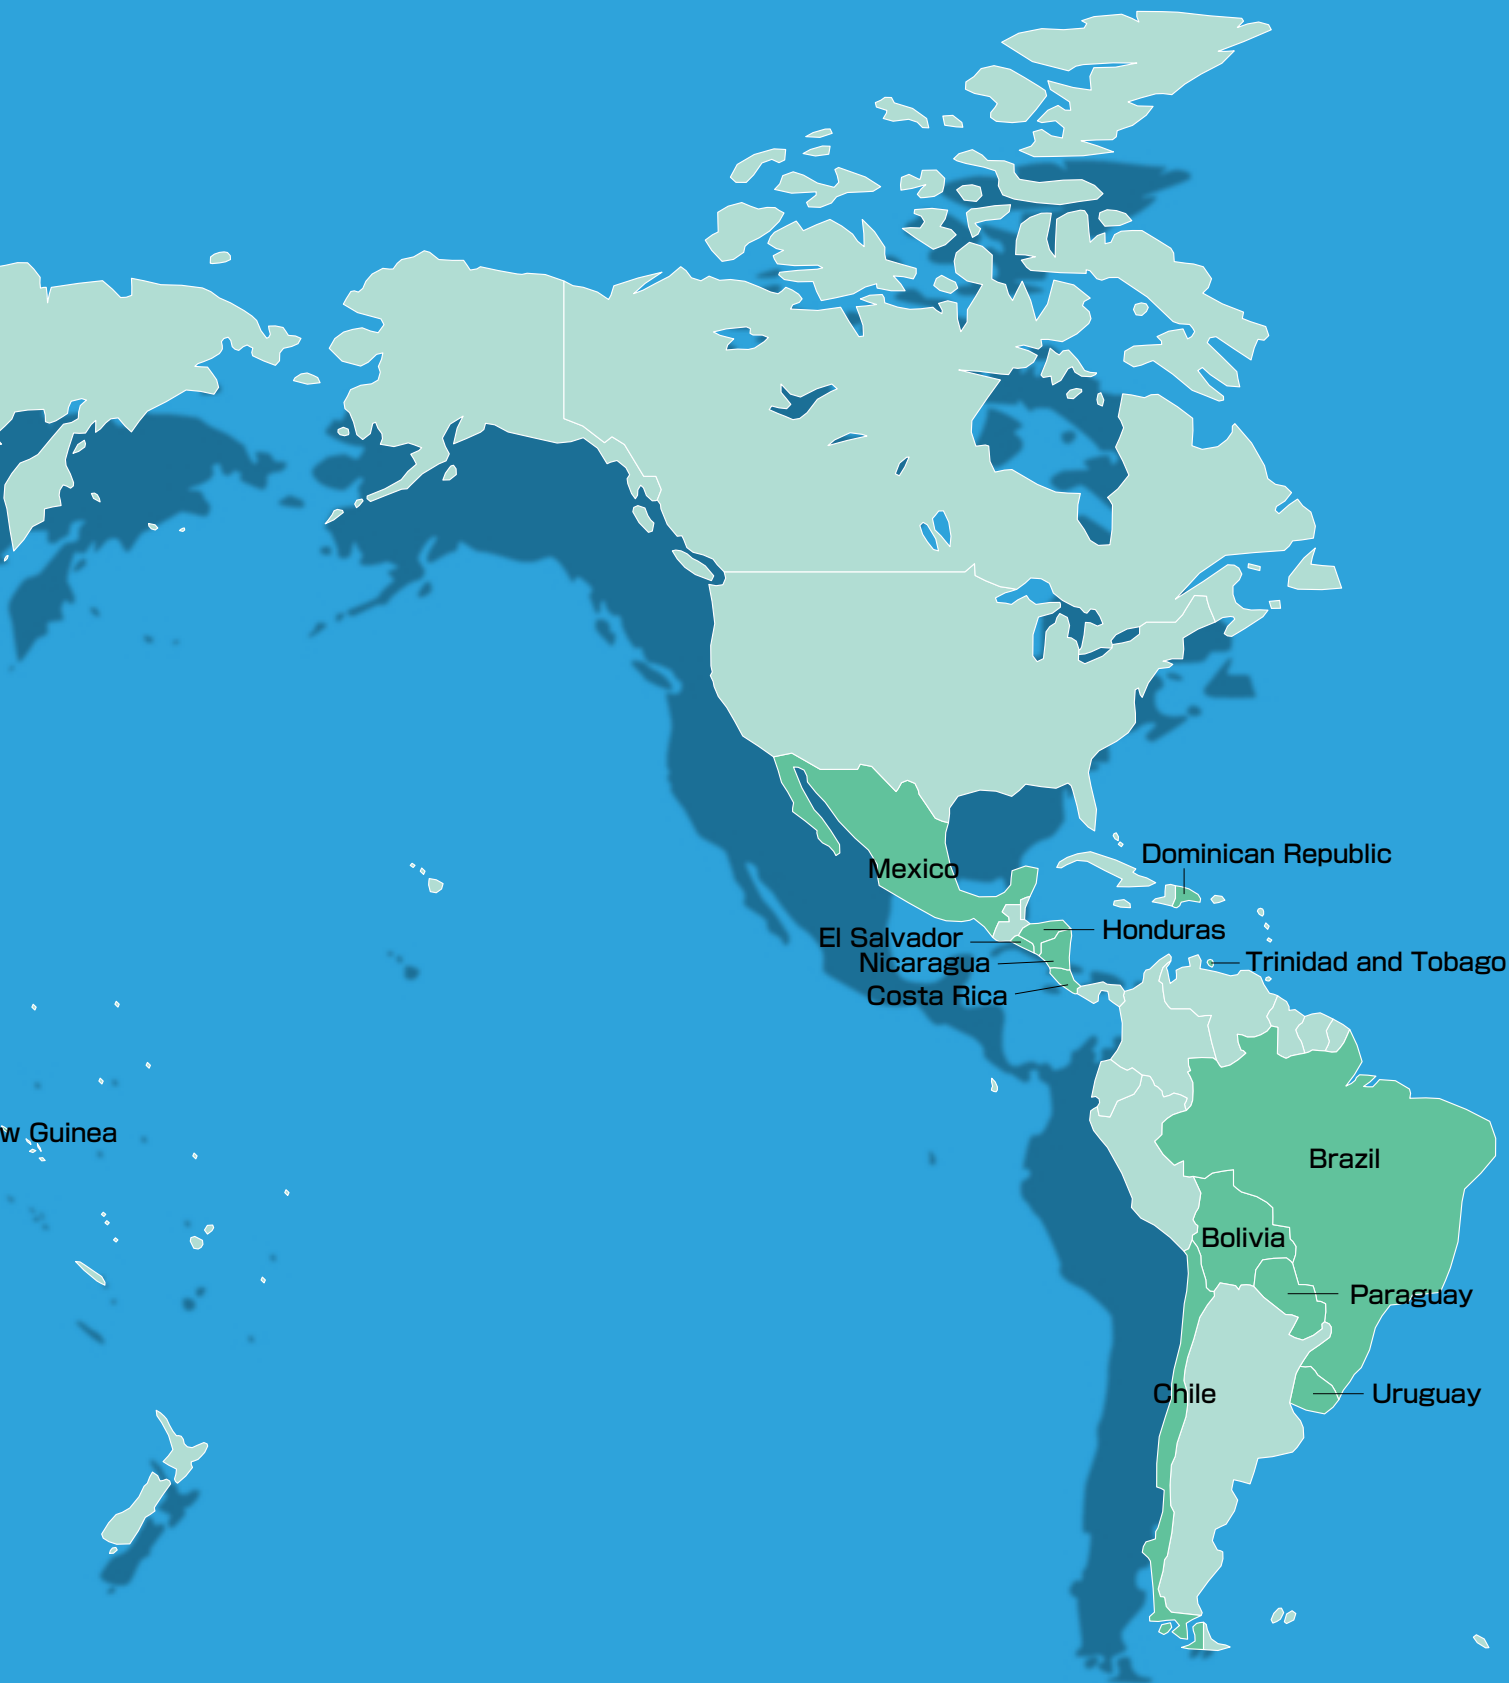 Dominican Republic
Mexico
Honduras
El Salvador
Nicaragua
Trinidad and Tobago
Costa Rica
w Guinea
Brazil
Bolivia
Paraguay
Chile
Uruguay